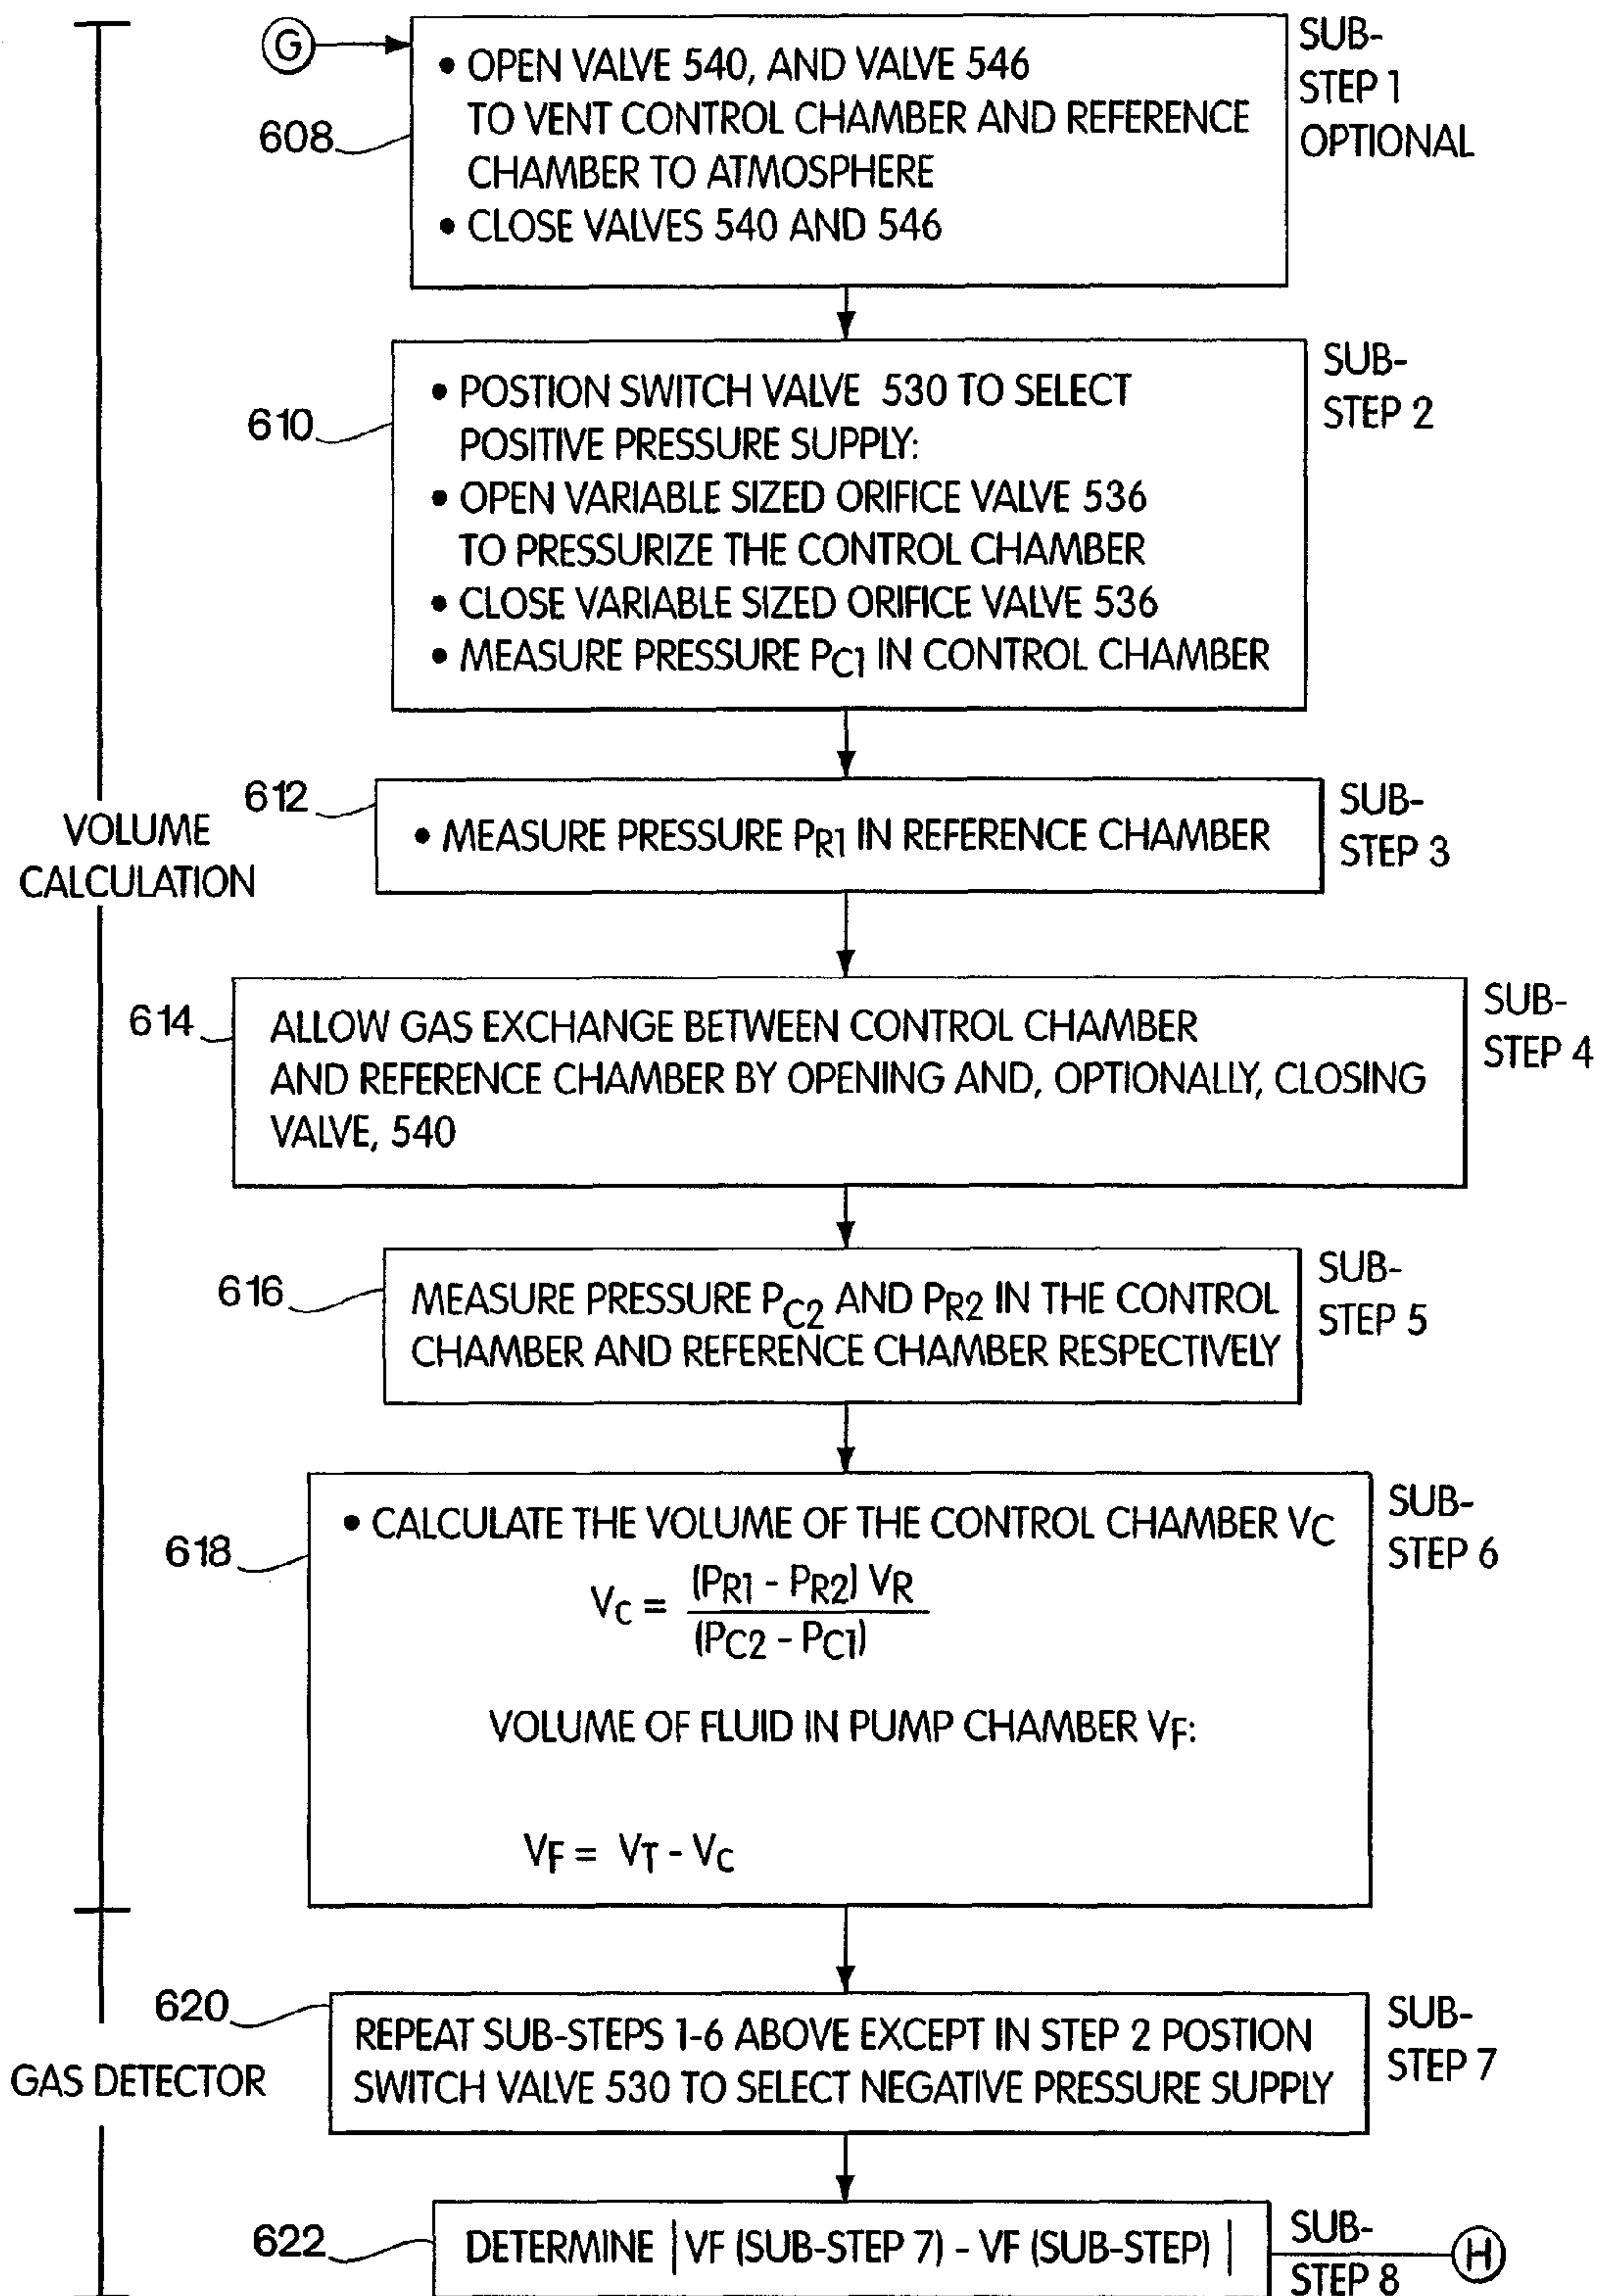 G
SUB-
STEP 1
OPTIONAL
608
• OPEN VALVE 540, AND VALVE 546
TO VENT CONTROL CHAMBER AND REFERENCE
CHAMBER TO ATMOSPHERE
• CLOSE VALVES 540 AND 546
SUB-
STEP 2
610
• POSTION SWITCH VALVE 530 TO SELECT
POSITIVE PRESSURE SUPPLY:
• OPEN VARIABLE SIZED ORIFICE VALVE 536
TO PRESSURIZE THE CONTROL CHAMBER
• CLOSE VARIABLE SIZED ORIFICE VALVE 536
• MEASURE PRESSURE PC1 IN CONTROL CHAMBER
612
SUB-
STEP 3
• MEASURE PRESSURE PR1 IN REFERENCE CHAMBER
VOLUME
CALCULATION
614
SUB-
STEP 4
ALLOW GAS EXCHANGE BETWEEN CONTROL CHAMBER
AND REFERENCE CHAMBER BY OPENING AND, OPTIONALLY, CLOSING
VALVE, 540
616
SUB-
STEP 5
MEASURE PRESSURE PC2 AND PR2 IN THE CONTROL
CHAMBER AND REFERENCE CHAMBER RESPECTIVELY
618
SUB-
STEP 6
• CALCULATE THE VOLUME OF THE CONTROL CHAMBER VC
VC = (PR1 - PR2) VR
(PC2 - PC1)
VOLUME OF FLUID IN PUMP CHAMBER VF:
VF = VT - VC
620
SUB-
STEP 7
REPEAT SUB-STEPS 1-6 ABOVE EXCEPT IN STEP 2 POSTION
SWITCH VALVE 530 TO SELECT NEGATIVE PRESSURE SUPPLY
GAS DETECTOR
622
DETERMINE |VF (SUB-STEP 7) - VF (SUB-STEP) |
SUB-
STEP 8
H